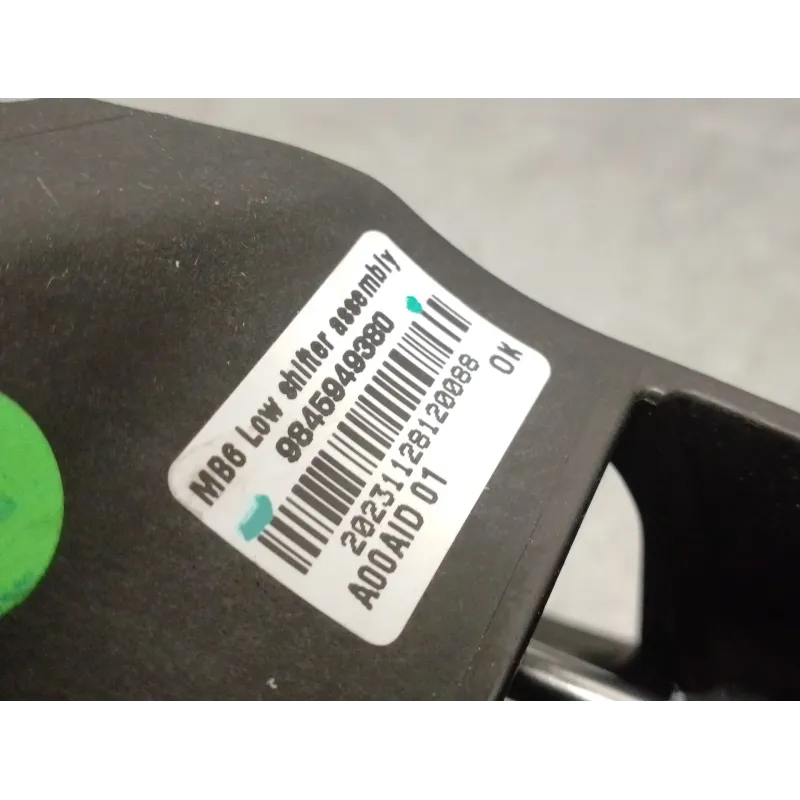 MB6 Low shifter assembly
9845949380
20231128120088
A00AID 01
OK